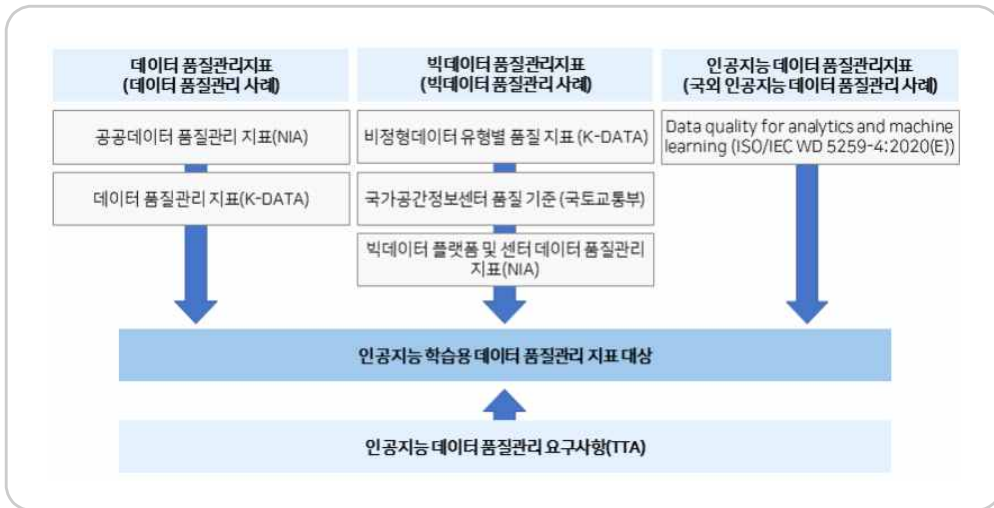 데이터 품질관리지표
(데이터 품질관리 사례)
공공데이터 품질관리 지표(NIA)
데이터 품질관리 지표(K-DATA)
빅데이터 품질관리지표
(빅데이터 품질관리 사례)
비정형데이터 유형별 품질 지표 (K-DATA)
국가공간정보센터 품질 기준 (국토교통부)
빅데이터 플랫폼 및 센터 데이터 품질관리
지표(NIA)
인공지능 데이터 품질관리지표
(국외 인공지능 데이터 품질관리 사례)
Data quality for analytics and machine
learning (ISO/IEC WD 5259-4:2020(E))
인공지능 학습용 데이터 품질관리 지표 대상
인공지능 데이터 품질관리 요구사항(TTA)